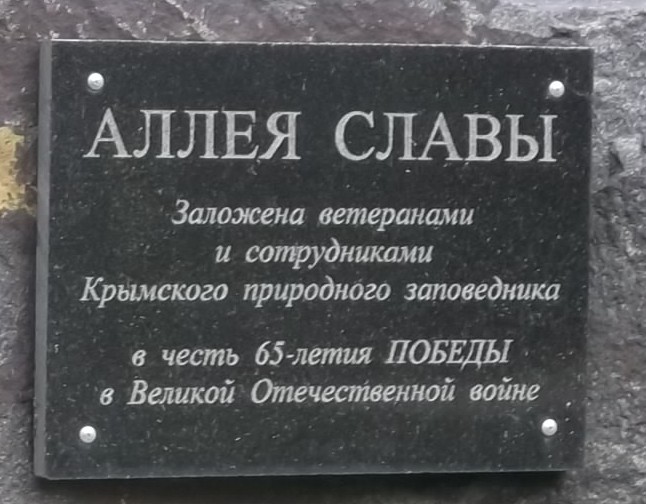 АЛЛЕЯ СЛАВЫ
Заложена ветеранами
и сотрудниками
Крымского природного заповедника
в честь 65-летия ПОБЕДЫ
в Великой Отечественной войне